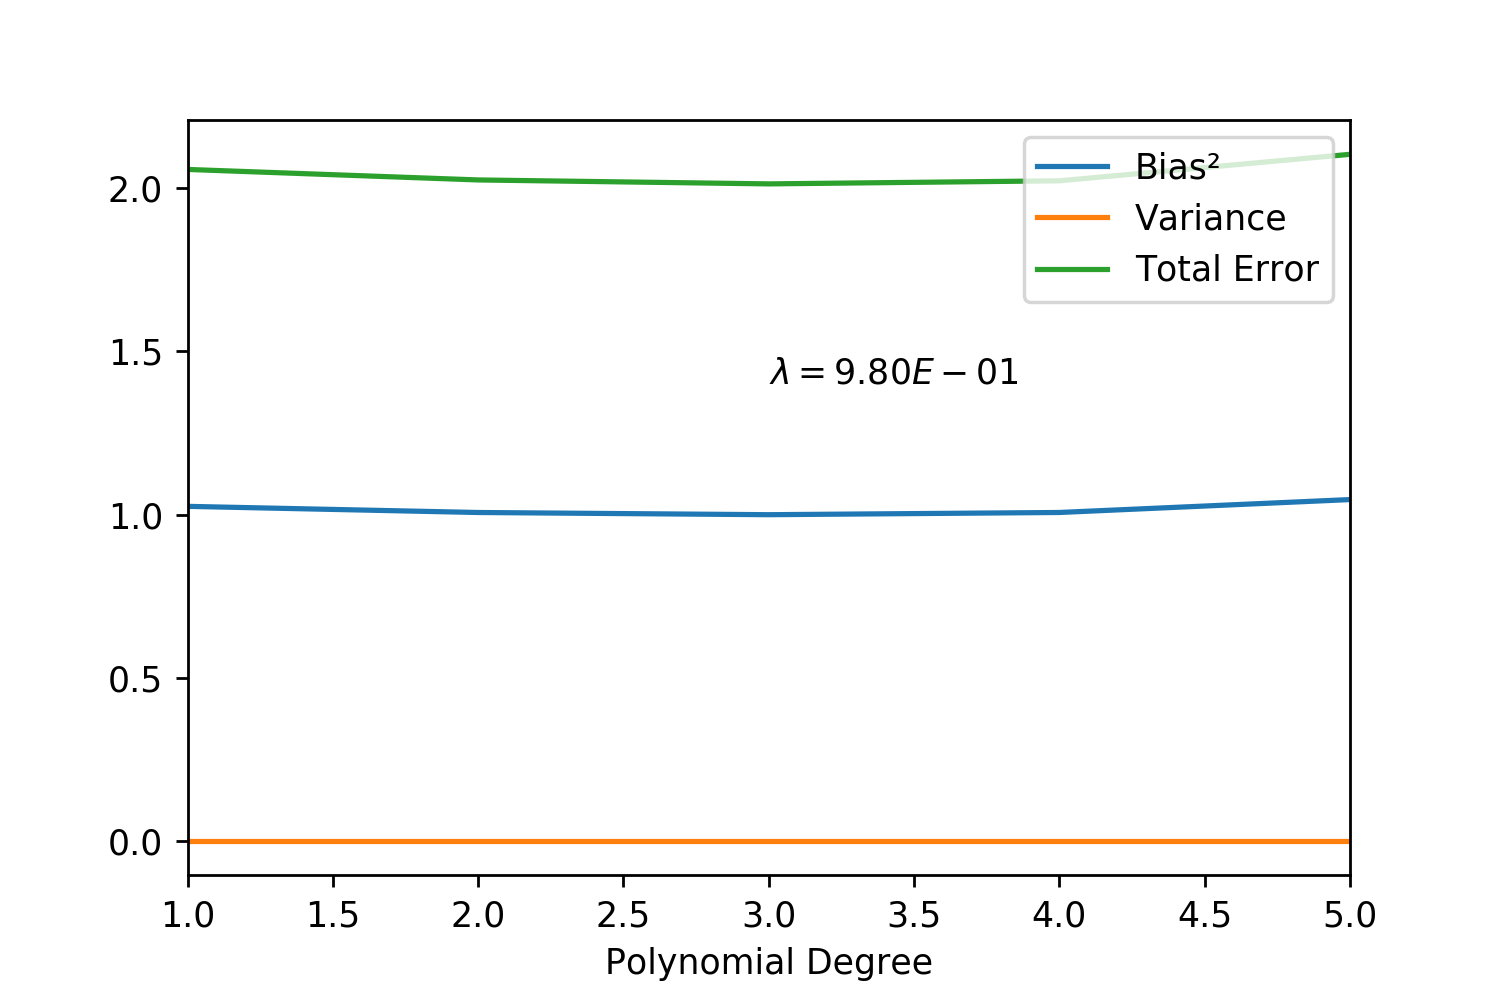 Bias²
Variance
Total Error
2.0
1.5
λ = 9.80E − 01
1.0
0.5
0.0
1.0 1.5 2.0 2.5 3.0 3.5 4.0 4.5 5.0
Polynomial Degree